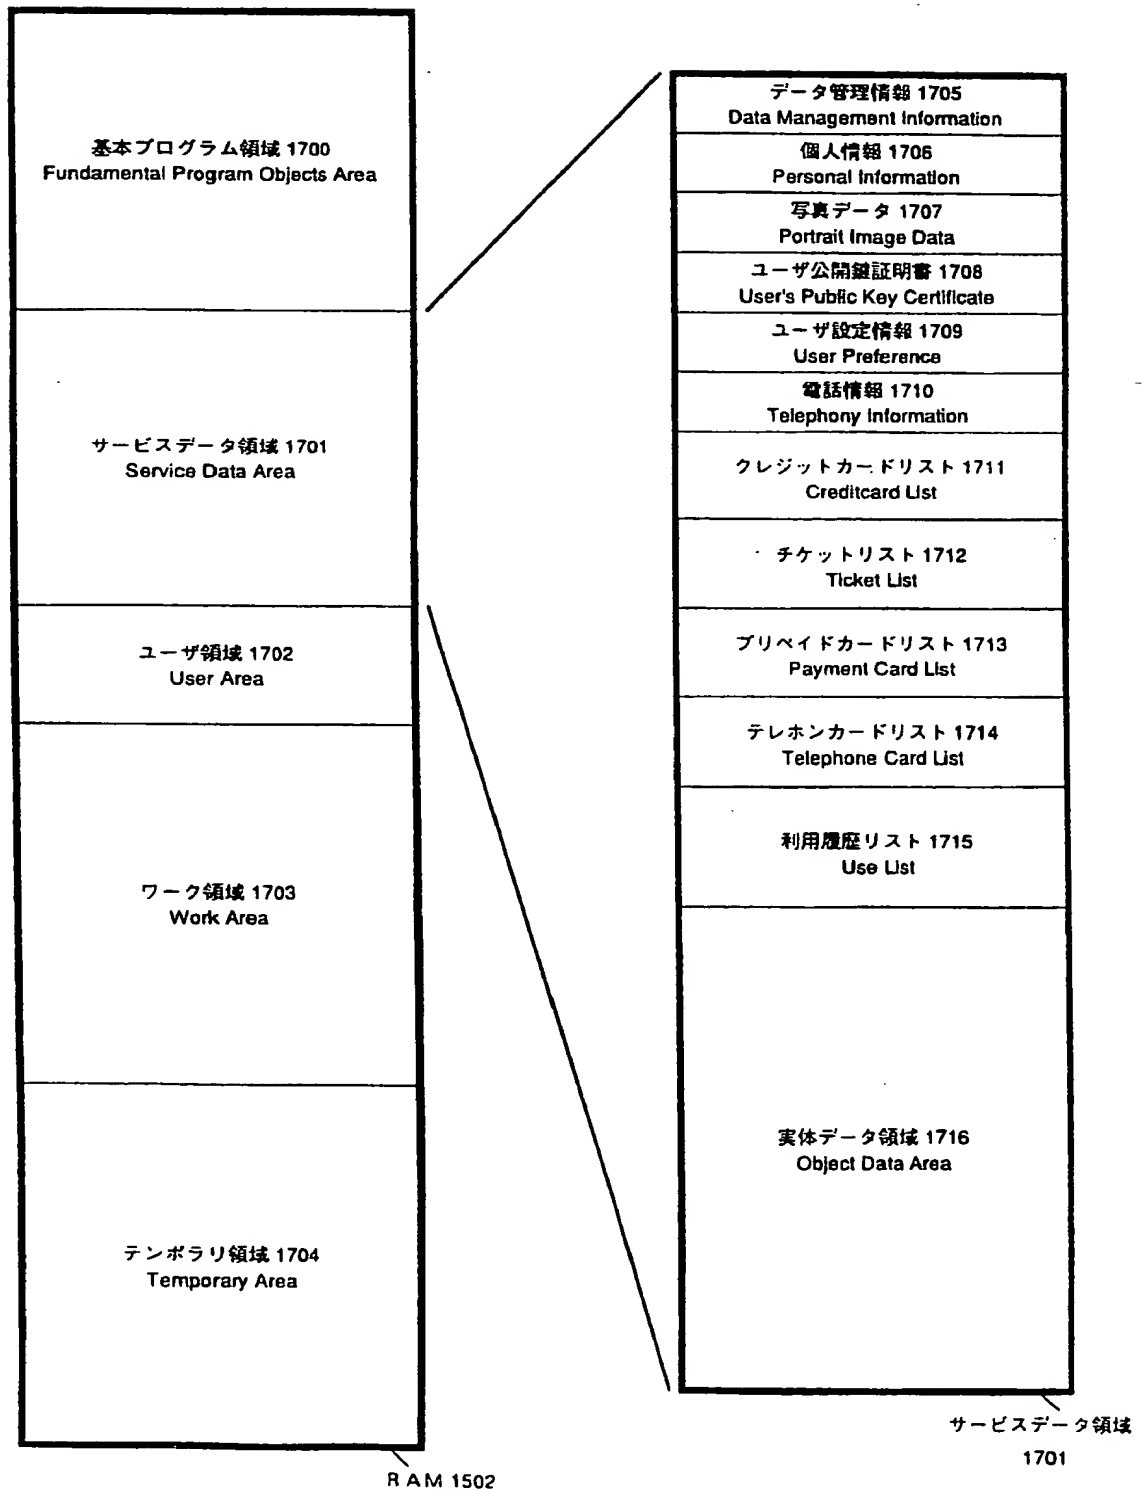 基本プログラム領域 1700
Fundamental Program Objects Area
サービスデータ領域 1701
Service Data Area
ユーザ領域 1702
User Area
ワーク領域 1703
Work Area
テンポラリ領域 1704
Temporary Area
RAM 1502
データ管理情報 1705
Data Management Information
個人情報 1706
Personal Information
写真データ 1707
Portrait Image Data
ユーザ公開鍵証明書 1708
User's Public Key Certificate
ユーザ設定情報 1709
User Preference
電話情報 1710
Telephony Information
クレジットカードリスト 1711
Creditcard List
チケットリスト 1712
Ticket List
プリペイドカードリスト 1713
Payment Card List
テレホンカードリスト 1714
Telephone Card List
利用履歴リスト 1715
Use List
実体データ領域 1716
Object Data Area
サービスデータ領域
1701